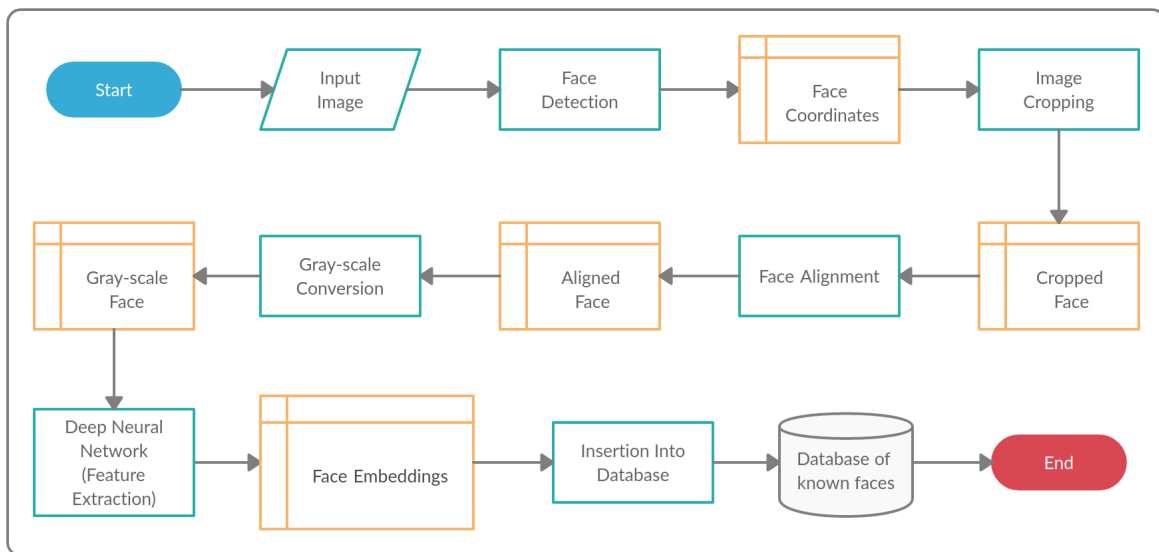 Start
Input
Image
Face
Detection
Face
Coordinates
Image
Cropping
Gray-scale
Face
Gray-scale
Conversion
Aligned
Face
Face Alignment
Cropped
Face
Deep Neural
Network
(Feature
Extraction)
Face Embeddings
Insertion Into
Database
Database of
known faces
End